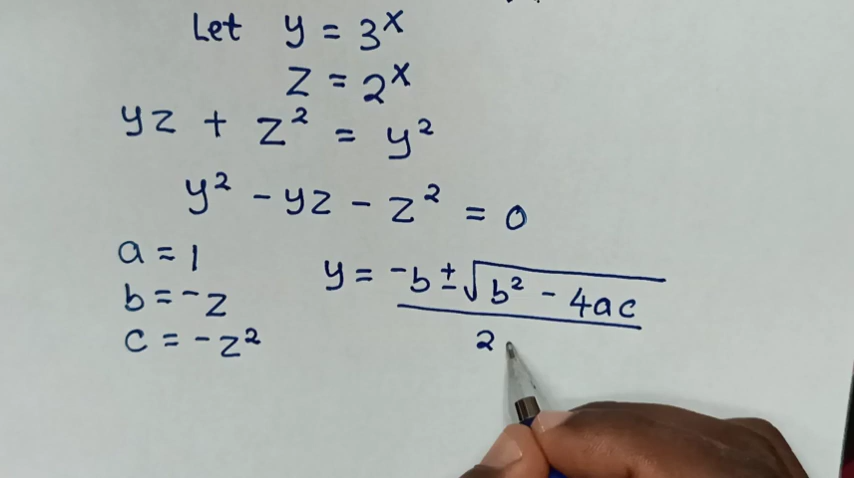 Let y = 3^x
z = 2^x
yz + z² = y²
y² - yz - z² = 0
a = 1
b = -z
c = -z²
y = -b ± √b² - 4ac
2